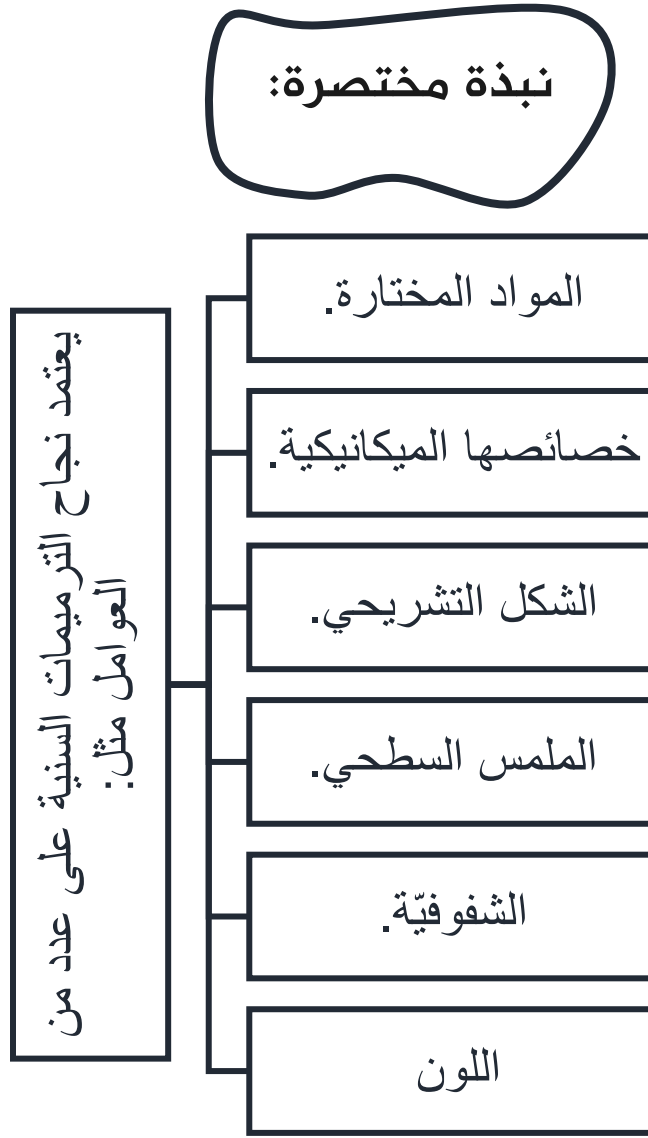 نبذة مختصرة:
يعتمد نجاح الترميمات السنية على عدد من
العوامل مثل:
المواد المختارة.
خصائصها الميكانيكية.
الشكل التشريحي.
الملمس السطحي.
الشفوفيّة.
اللون